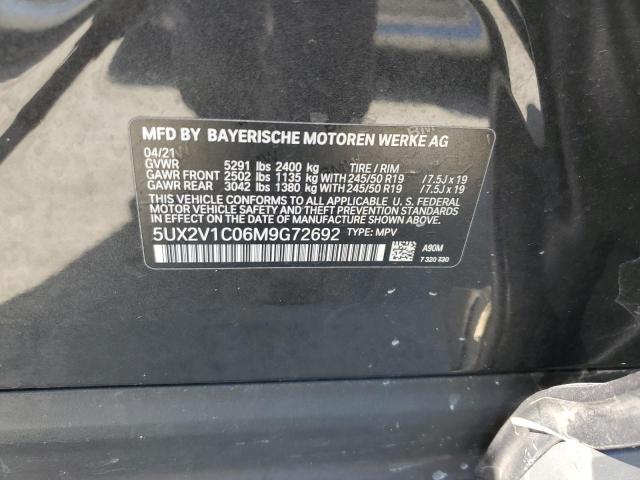 MFD BY BAYERISCHE MOTOREN WERKE AG
04/21
GVWR 5291 lbs 2400 kg TIRE / RIM
GAWR FRONT 2502 lbs 1135 kg WITH 245/50 R19 /7.5J x 19
GAWR REAR 3042 lbs 1380 kg WITH 245/50 R19 /7.5J x 19
THIS VEHICLE CONFORMS TO ALL APPLICABLE U. S. FEDERAL
MOTOR VEHICLE SAFETY AND THEFT PREVENTION STANDARDS IN
EFFECT ON THE DATE OF MANUFACTURE SHOWN ABOVE.
5UX2V1C06M9G72692 TYPE: MPV
A90M